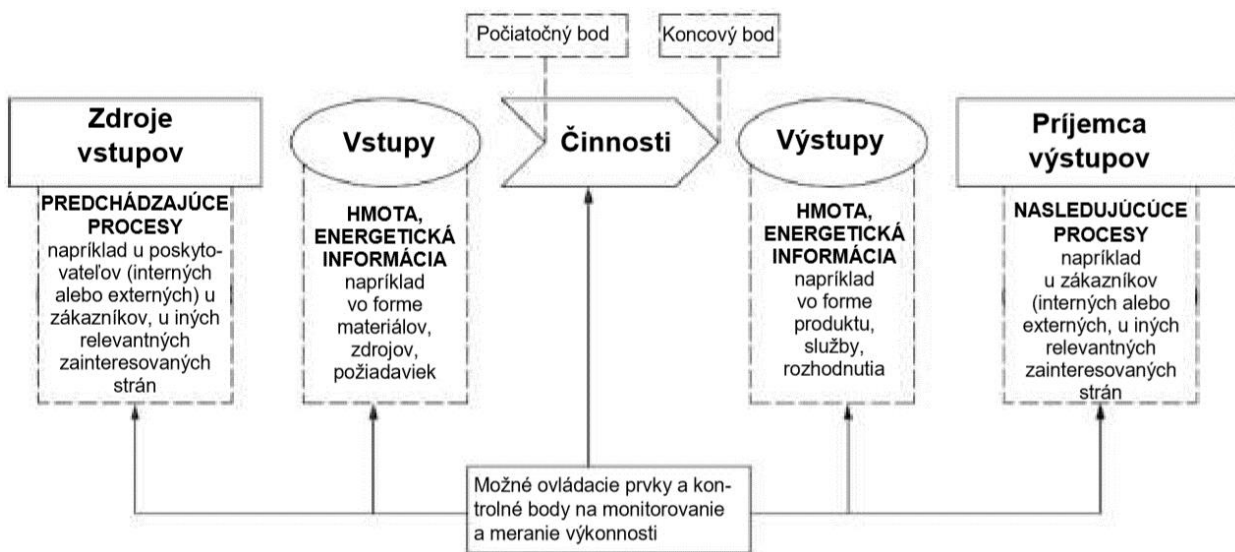 Počiatočný bod
Koncový bod
Zdroje
vstupov
Vstupy
Činnosti
Výstupy
Príjemca
výstupov
PREDCHÁDZAJÚCE
PROCESY
napríklad u poskyto-
vateľov (interných
alebo externých) u
zákazníkov, u iných
relevantných
zainteresovaných
strán
HMOTA,
ENERGETICKÁ
INFORMÁCIA
napríklad
vo forme
materiálov,
zdrojov,
požiadaviek
HMOTA,
ENERGETICKÁ
INFORMÁCIA
napríklad
vo forme
produktu,
služby,
rozhodnutia
NASLEDUJÚCÚCE
PROCESY
napríklad
u zákazníkov
(interných alebo
externých, u iných
relevantných
zainteresovaných
strán
Možné ovládacie prvky a kon-
trolné body na monitorovanie
a meranie výkonnosti